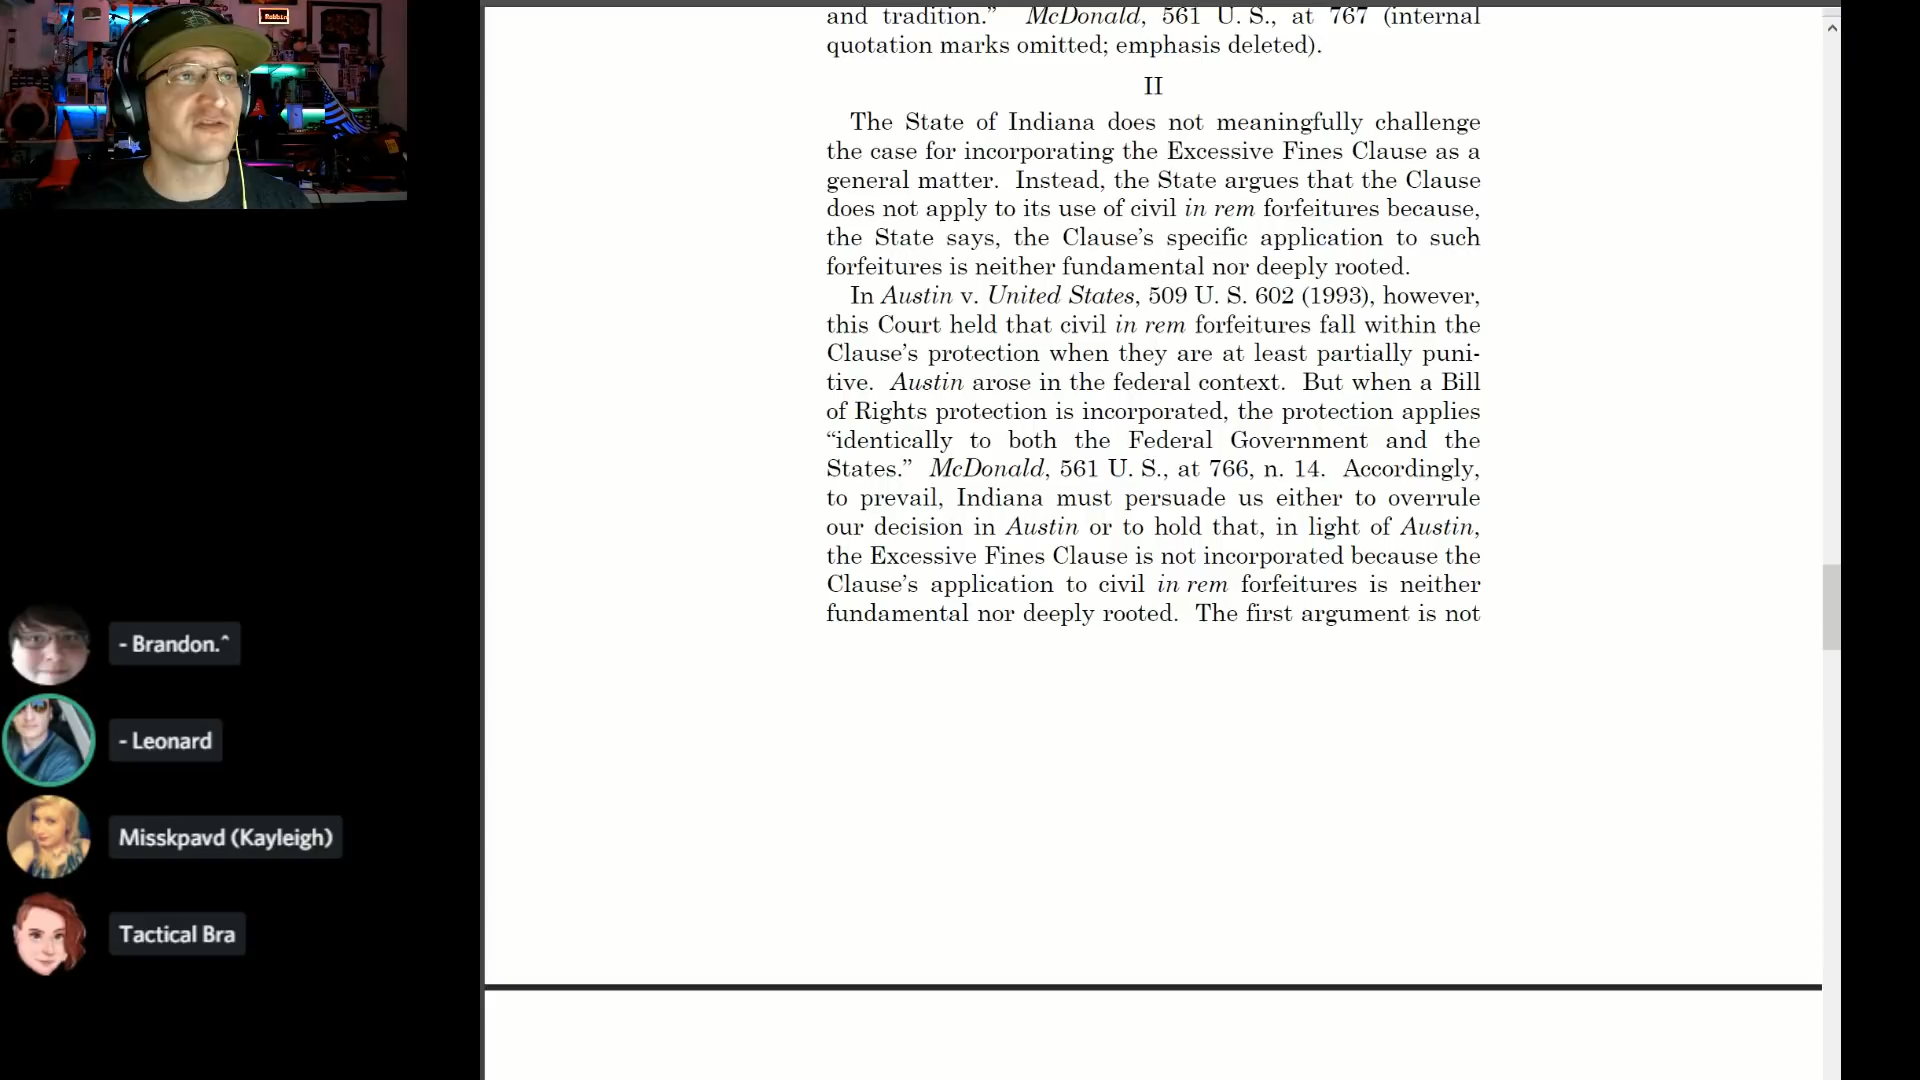 Robbin
and tradition.” McDonald, 561 U. S., at 767 (internal
quotation marks omitted; emphasis deleted).
II
The State of Indiana does not meaningfully challenge
the case for incorporating the Excessive Fines Clause as a
general matter. Instead, the State argues that the Clause
does not apply to its use of civil in rem forfeitures because,
the State says, the Clause’s specific application to such
forfeitures is neither fundamental nor deeply rooted.
In Austin v. United States, 509 U. S. 602 (1993), however,
this Court held that civil in rem forfeitures fall within the
Clause’s protection when they are at least partially puni-
tive. Austin arose in the federal context. But when a Bill
of Rights protection is incorporated, the protection applies
“identically to both the Federal Government and the
States.” McDonald, 561 U. S., at 766, n. 14. Accordingly,
to prevail, Indiana must persuade us either to overrule
our decision in Austin or to hold that, in light of Austin,
the Excessive Fines Clause is not incorporated because the
Clause’s application to civil in rem forfeitures is neither
fundamental nor deeply rooted. The first argument is not
- Brandon.^
- Leonard
Misskpavd (Kayleigh)
Tactical Bra